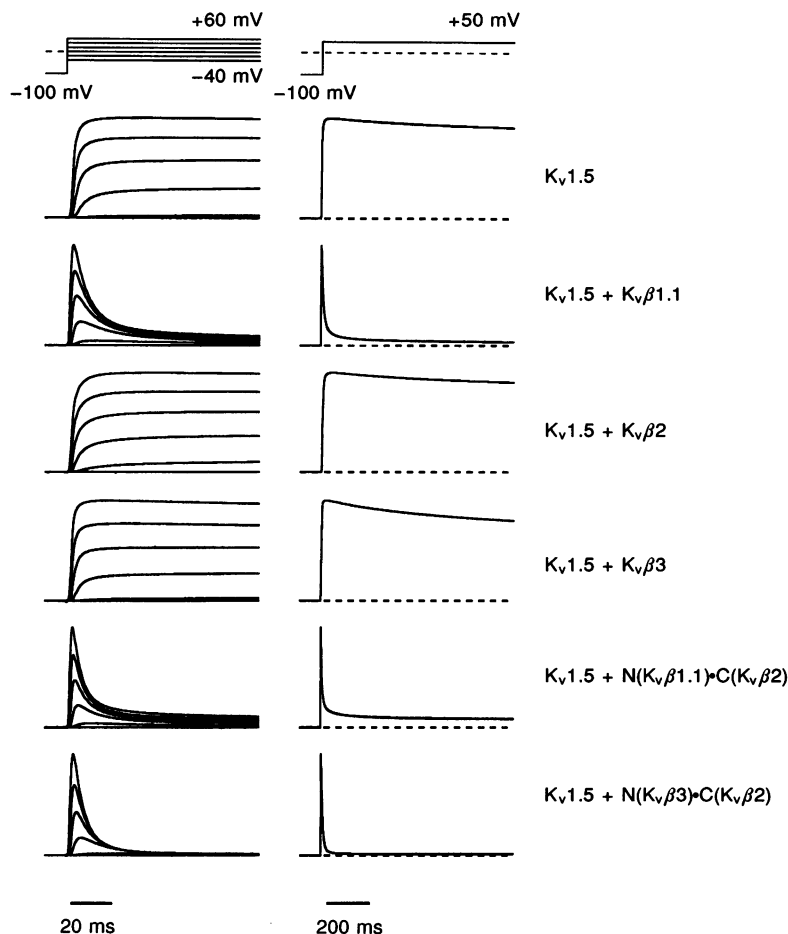 +60 mV
−40 mV
−100 mV
+50 mV
−100 mV
Kᵥ1.5
Kᵥ1.5 + Kᵥβ1.1
Kᵥ1.5 + Kᵥβ2
Kᵥ1.5 + Kᵥβ3
Kᵥ1.5 + N(Kᵥβ1.1)•C(Kᵥβ2)
Kᵥ1.5 + N(Kᵥβ3)•C(Kᵥβ2)
20 ms
200 ms